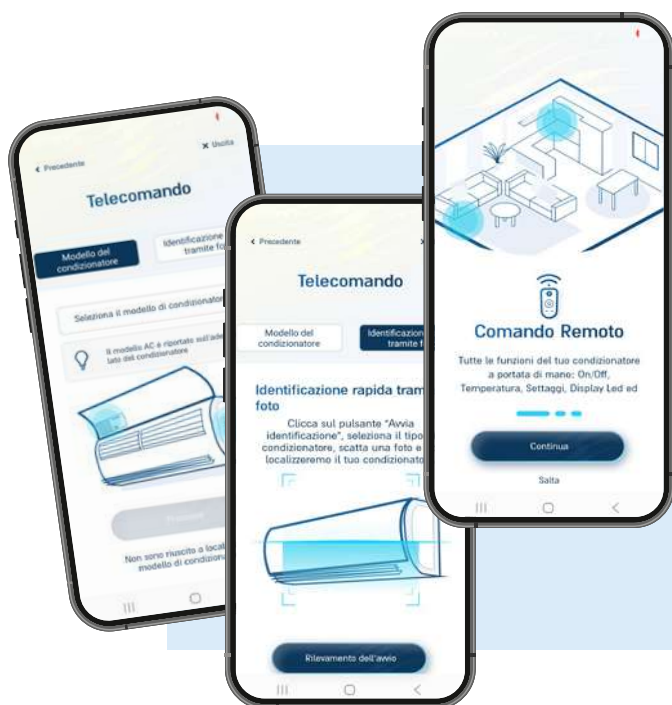 < Precedente
✕ Uscita
Telecomando
Modello del
condizionatore
Identificazione
tramite fo
Seleziona il modello di condizionator
Il modello AC è riportato sull'ade
lato del condizionatore
Non sono riuscito a local
modello di condiziona
< Precedente
Telecomando
Modello del
condizionatore
Identificazion
tramite f
Identificazione rapida tram
foto
Clicca sul pulsante "Avvia
identificazione", seleziona il tipo
condizionatore, scatta una foto e
localizzeremo il tuo condizionato
Rilevamento dell'avvio
Comando Remoto
Tutte le funzioni del tuo condizionatore
a portata di mano: On/Off,
Temperatura, Settaggi, Display Led ed
Continua
Salta